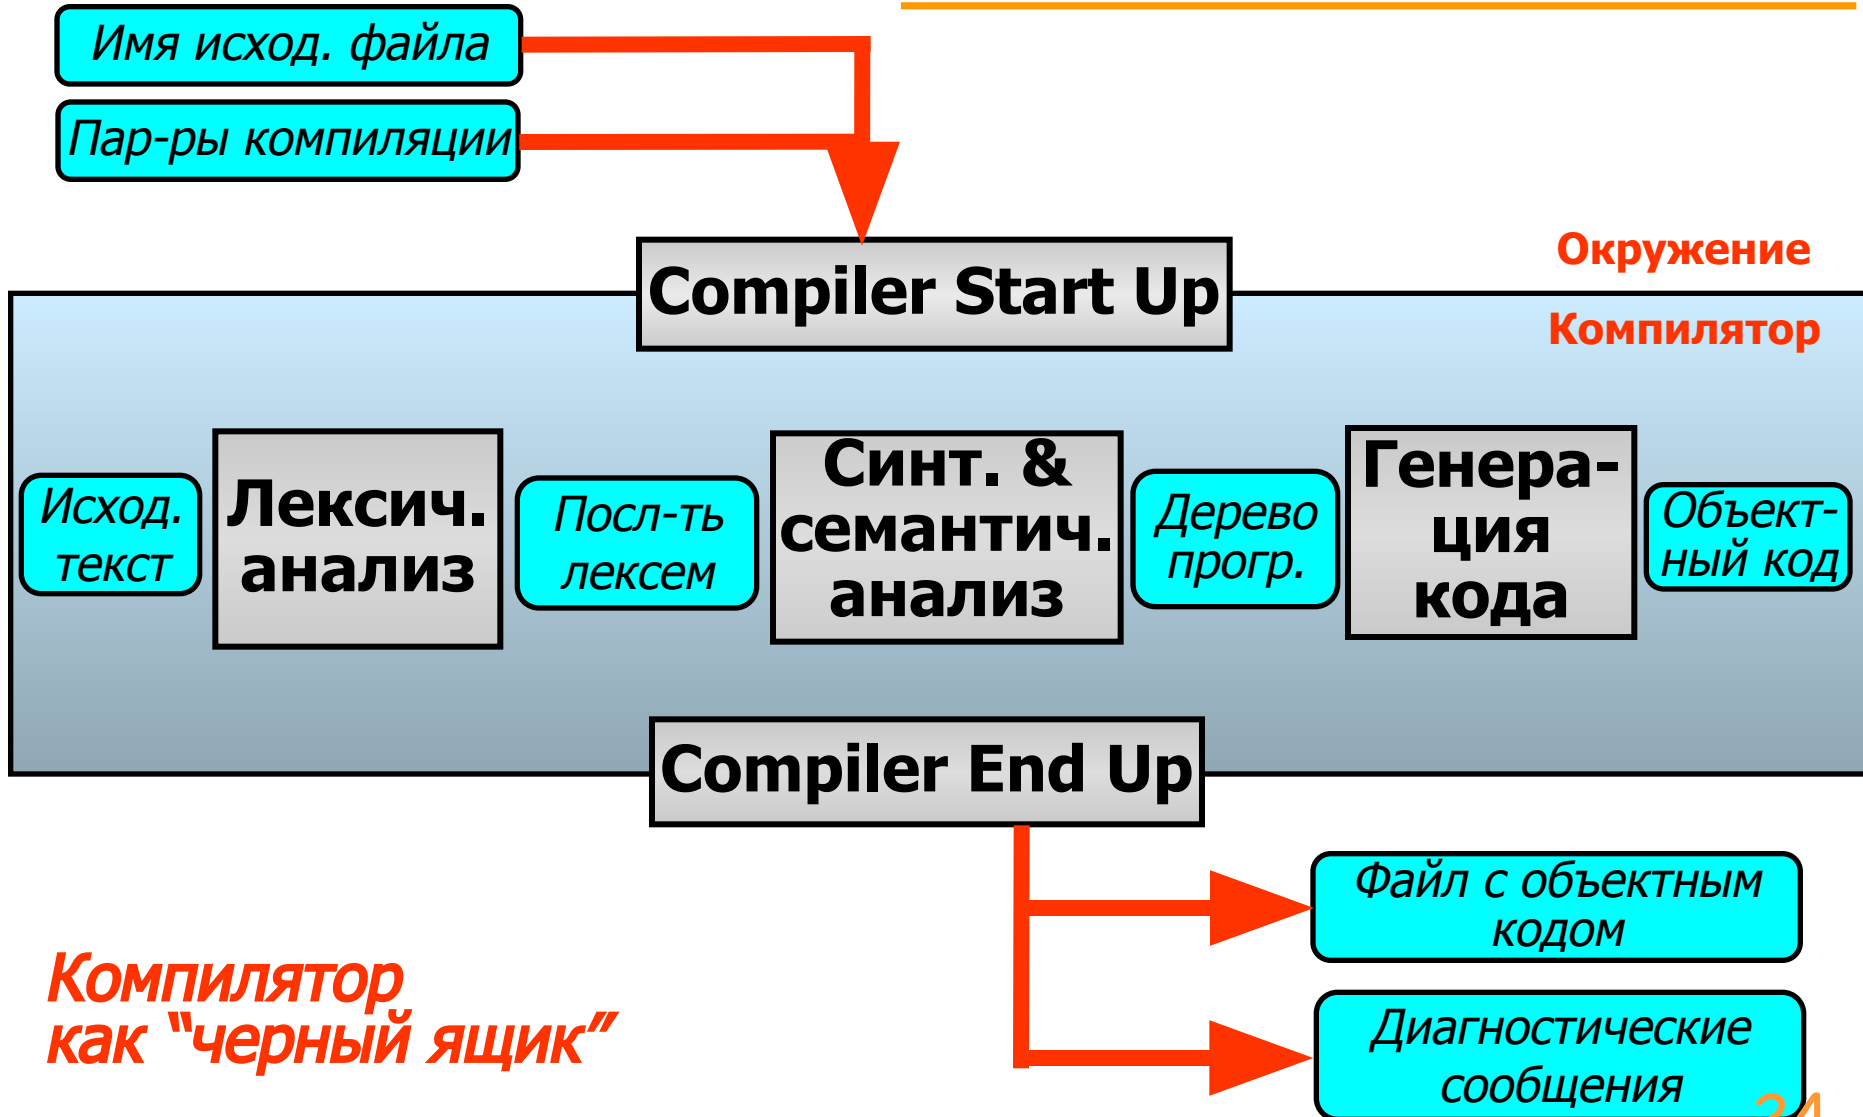 Имя исход. файла
Пар-ры компиляции
Compiler Start Up
Окружение
Компилятор
Исход.
текст
Лексич.
анализ
Посл-ть
лексем
Синт. &
семантич.
анализ
Дерево
прогр.
Генера-
ция
кода
Объект-
ный код
Compiler End Up
Файл с объектным
кодом
Диагностические
сообщения
Компилятор
как “черный ящик”